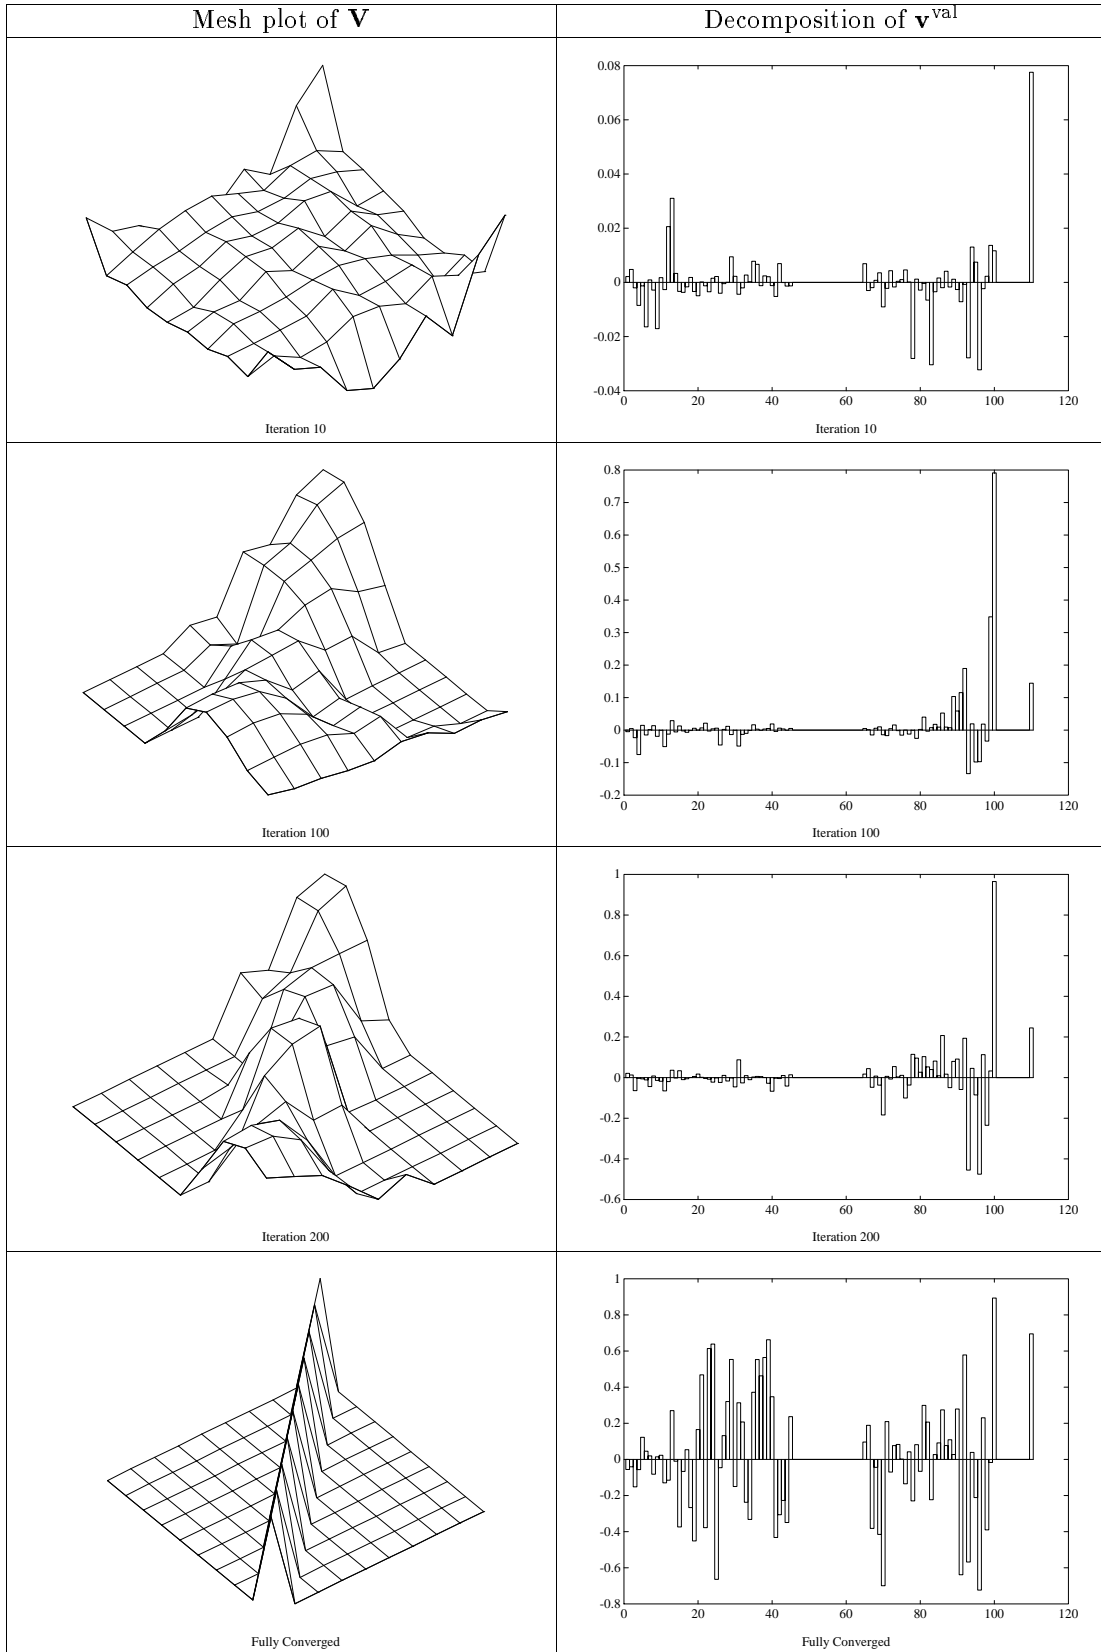 Mesh plot of V
Decomposition of v^val
0.08
0.06
0.04
0.02
0
-0.02
-0.04
0 20 40 60 80 100 120
Iteration 10
Iteration 10
0.8
0.7
0.6
0.5
0.4
0.3
0.2
0.1
0
-0.1
-0.2
0 20 40 60 80 100 120
Iteration 100
Iteration 100
1
0.8
0.6
0.4
0.2
0
-0.2
-0.4
-0.6
0 20 40 60 80 100 120
Iteration 200
Iteration 200
1
0.8
0.6
0.4
0.2
0
-0.2
-0.4
-0.6
-0.8
0 20 40 60 80 100 120
Fully Converged
Fully Converged